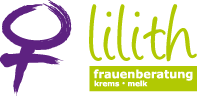 lilith
frauenberatung
krems • melk